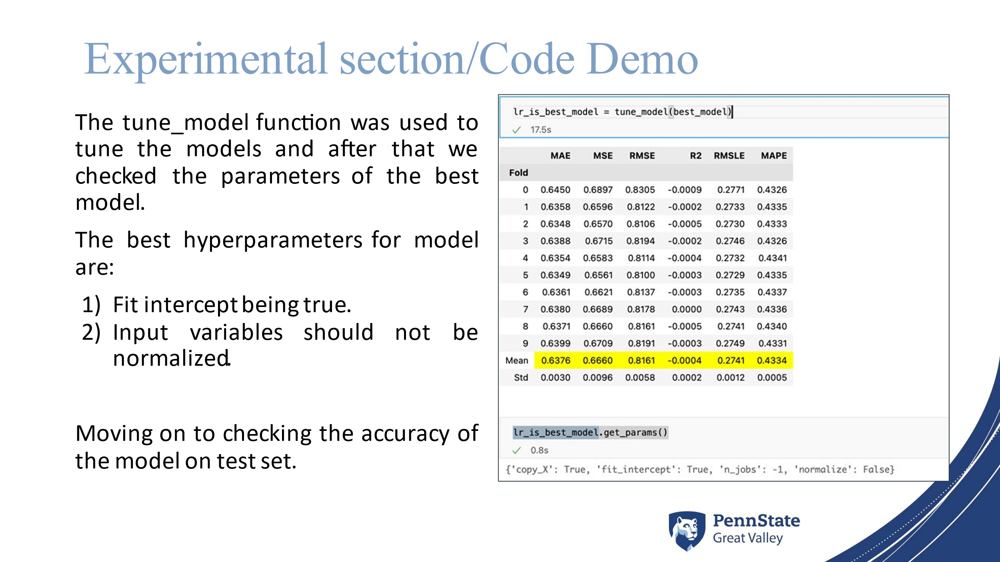 Experimental section/Code Demo
The tune_model function was used to
tune the models and after that we
checked the parameters of the best
model.
The best hyperparameters for model
are:
1) Fit intercept being true.
2) Input variables should not be
normalized.
Moving on to checking the accuracy of
the model on test set.
lr_is_best_model = tune_model(best_model)
17.5s
MAE MSE RMSE R2 RMSLE MAPE
Fold
0 0.6450 0.6897 0.8305 -0.0009 0.2771 0.4326
1 0.6358 0.6596 0.8122 -0.0002 0.2733 0.4335
2 0.6348 0.6570 0.8106 -0.0005 0.2730 0.4333
3 0.6388 0.6715 0.8194 -0.0002 0.2746 0.4326
4 0.6354 0.6583 0.8114 -0.0004 0.2732 0.4341
5 0.6349 0.6561 0.8100 -0.0003 0.2729 0.4335
6 0.6361 0.6621 0.8137 -0.0003 0.2735 0.4337
7 0.6380 0.6689 0.8178 0.0000 0.2743 0.4336
8 0.6371 0.6660 0.8161 -0.0005 0.2741 0.4340
9 0.6399 0.6709 0.8191 -0.0003 0.2749 0.4331
Mean 0.6376 0.6660 0.8161 -0.0004 0.2741 0.4334
Std 0.0030 0.0096 0.0058 0.0002 0.0012 0.0005
lr_is_best_model.get_params()
0.8s
{'copy_X': True, 'fit_intercept': True, 'n_jobs': -1, 'normalize': False}
PennState
Great Valley